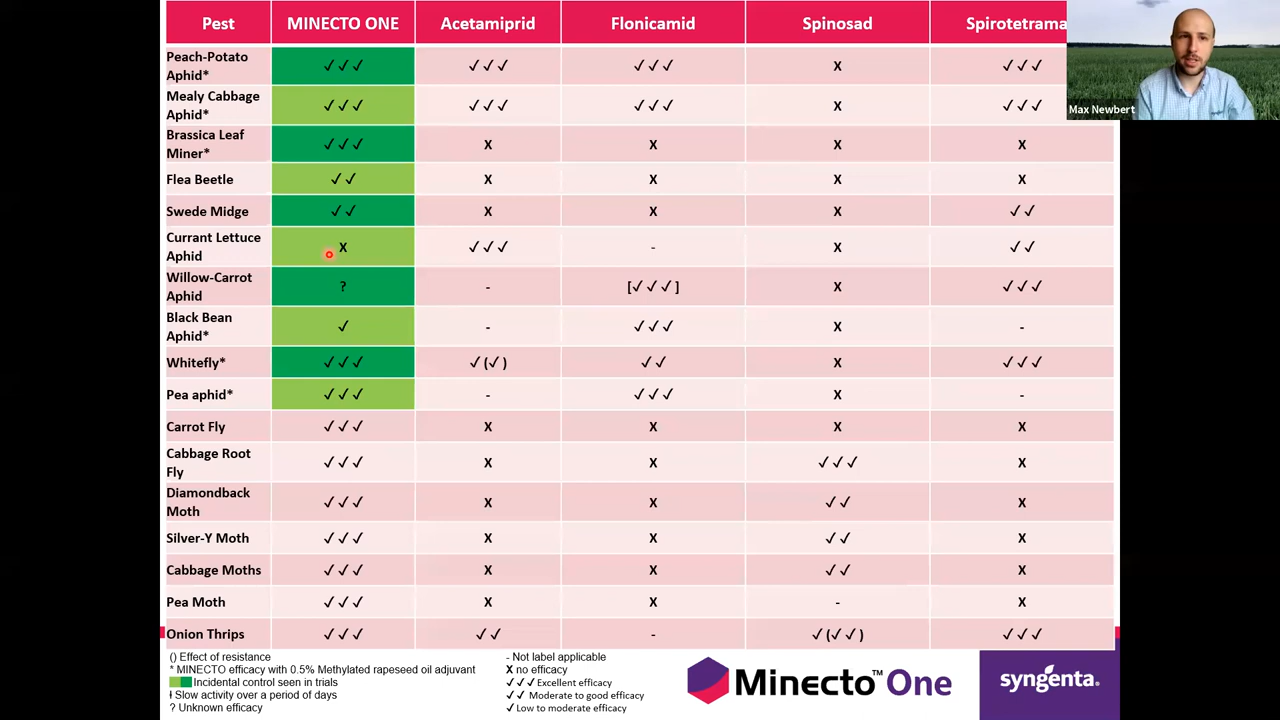 Pest MINECTO ONE Acetamiprid Flonicamid Spinosad Spirotetrama
Max Newbert
Peach-Potato
Aphid* ✓✓✓ ✓✓✓ ✓✓✓ X ✓✓✓
Mealy Cabbage
Aphid* ✓✓✓ ✓✓✓ ✓✓✓ X ✓✓✓
Brassica Leaf
Miner* ✓✓✓ X X X X
Flea Beetle ✓✓ X X X X
Swede Midge ✓✓ X X X ✓✓
Currant Lettuce
Aphid X ✓✓✓ - X ✓✓
Willow-Carrot
Aphid ? - [✓✓✓] X ✓✓✓
Black Bean
Aphid* ✓ - ✓✓✓ X -
Whitefly* ✓✓✓ ✓(✓) ✓✓ X ✓✓✓
Pea aphid* ✓✓✓ - ✓✓✓ X -
Carrot Fly ✓✓✓ X X X X
Cabbage Root
Fly ✓✓✓ X X ✓✓✓ X
Diamondback
Moth ✓✓✓ X X ✓✓ X
Silver-Y Moth ✓✓✓ X X ✓✓ X
Cabbage Moths ✓✓✓ X X ✓✓ X
Pea Moth ✓✓✓ X X - X
Onion Thrips ✓✓✓ ✓✓ - ✓(✓✓) ✓✓✓
() Effect of resistance
* MINECTO efficacy with 0.5% Methylated rapeseed oil adjuvant
Incidental control seen in trials
ƚ Slow activity over a period of days
? Unknown efficacy
- Not label applicable
X no efficacy
✓✓✓ Excellent efficacy
✓✓ Moderate to good efficacy
✓ Low to moderate efficacy
Minecto™ One
syngenta®